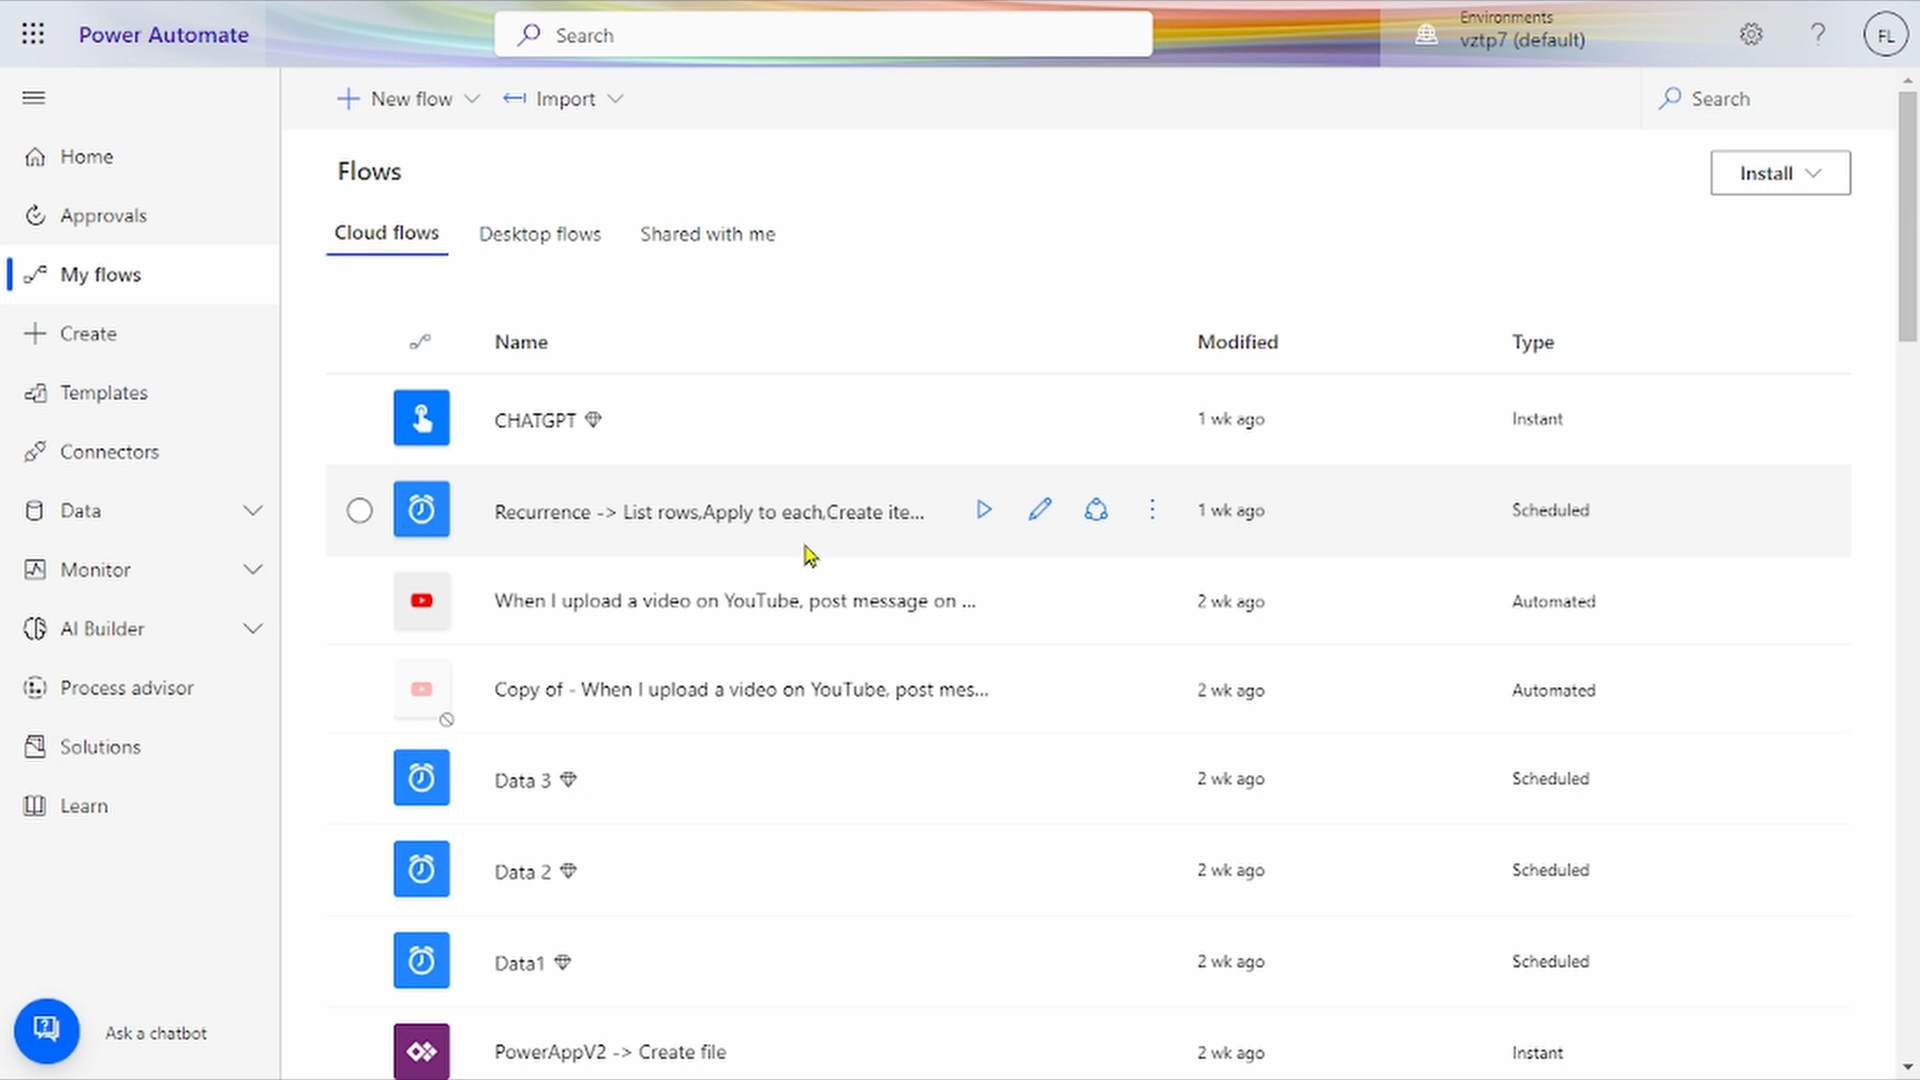 Power Automate
Search
Environments
vztp7 (default)
FL
New flow
Import
Search
Home
Approvals
My flows
Create
Templates
Connectors
Data
Monitor
AI Builder
Process advisor
Solutions
Learn
Ask a chatbot
Flows
Install
Cloud flows
Desktop flows
Shared with me
Name
Modified
Type
CHATGPT
1 wk ago
Instant
Recurrence -> List rows,Apply to each,Create ite...
1 wk ago
Scheduled
When I upload a video on YouTube, post message on ...
2 wk ago
Automated
Copy of - When I upload a video on YouTube, post mes...
2 wk ago
Automated
Data 3
2 wk ago
Scheduled
Data 2
2 wk ago
Scheduled
Data1
2 wk ago
Scheduled
PowerAppV2 -> Create file
2 wk ago
Instant